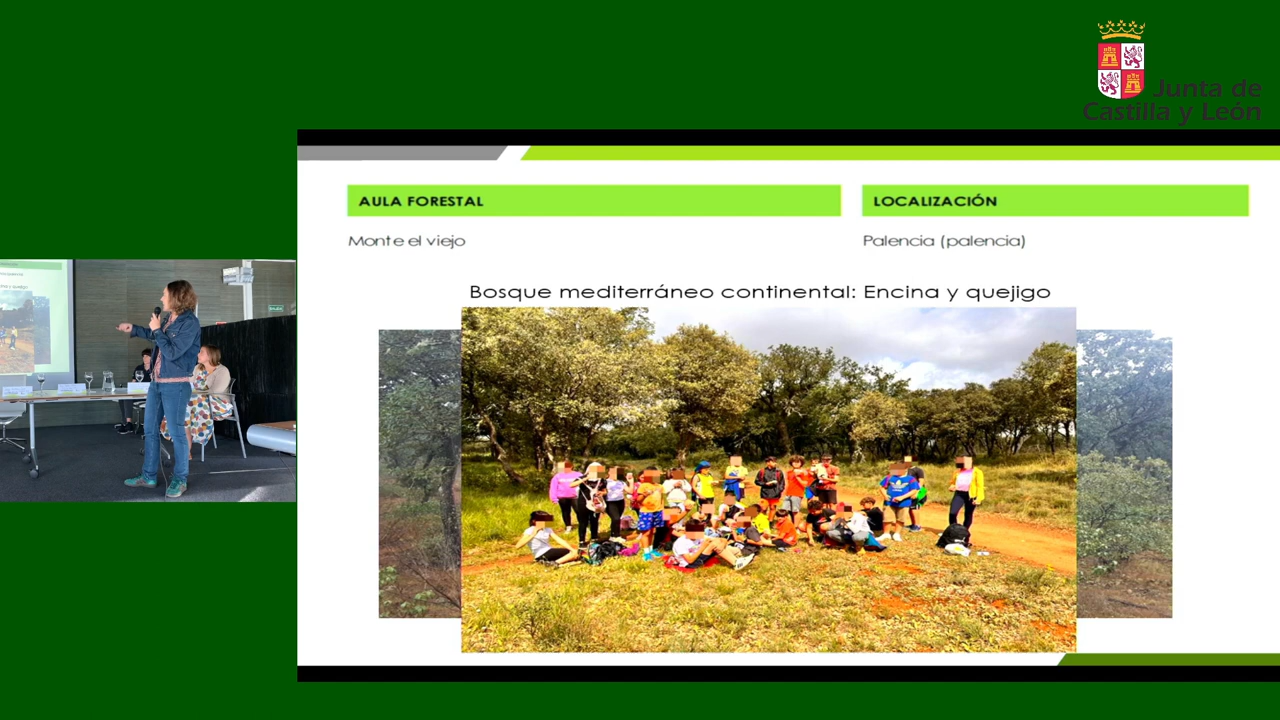 Junta de
Castilla y León
AULA FORESTAL
LOCALIZACIÓN
Monte el viejo
Palencia (palencia)
Bosque mediterráneo continental: Encina y quejigo